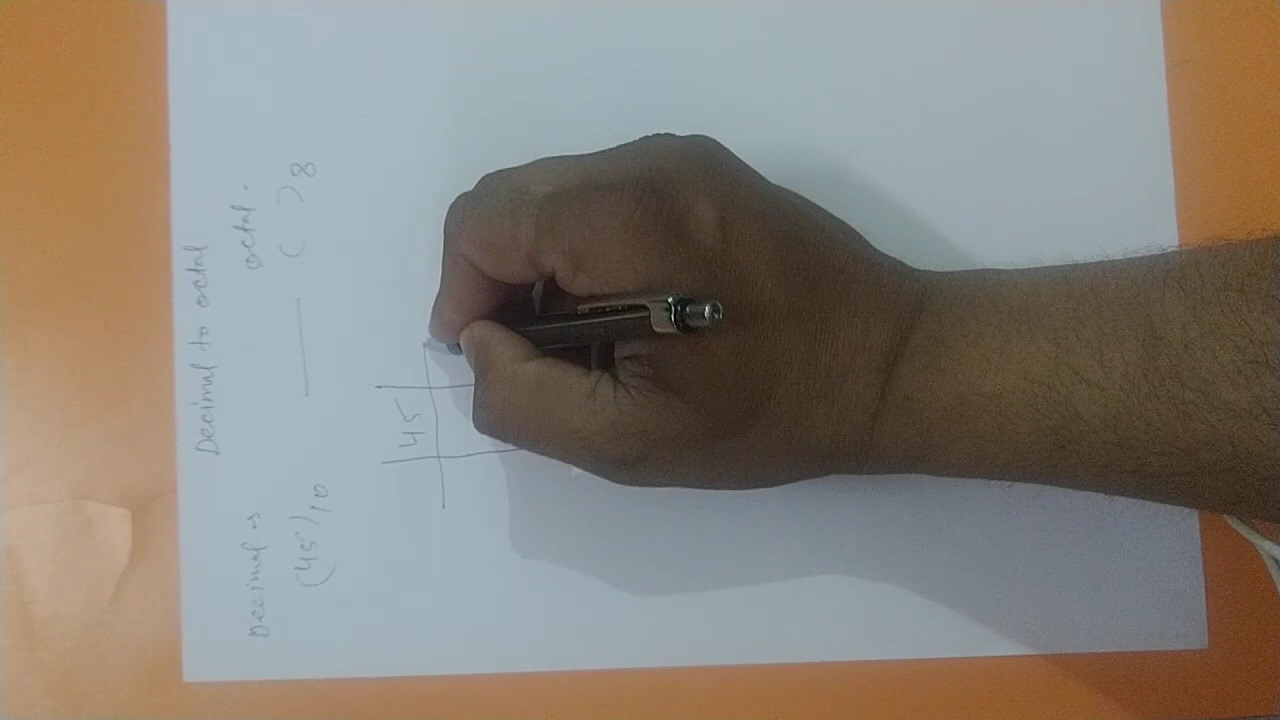 Decimal to octal
Decimal → octal.
(45)10 —— ( )8
45